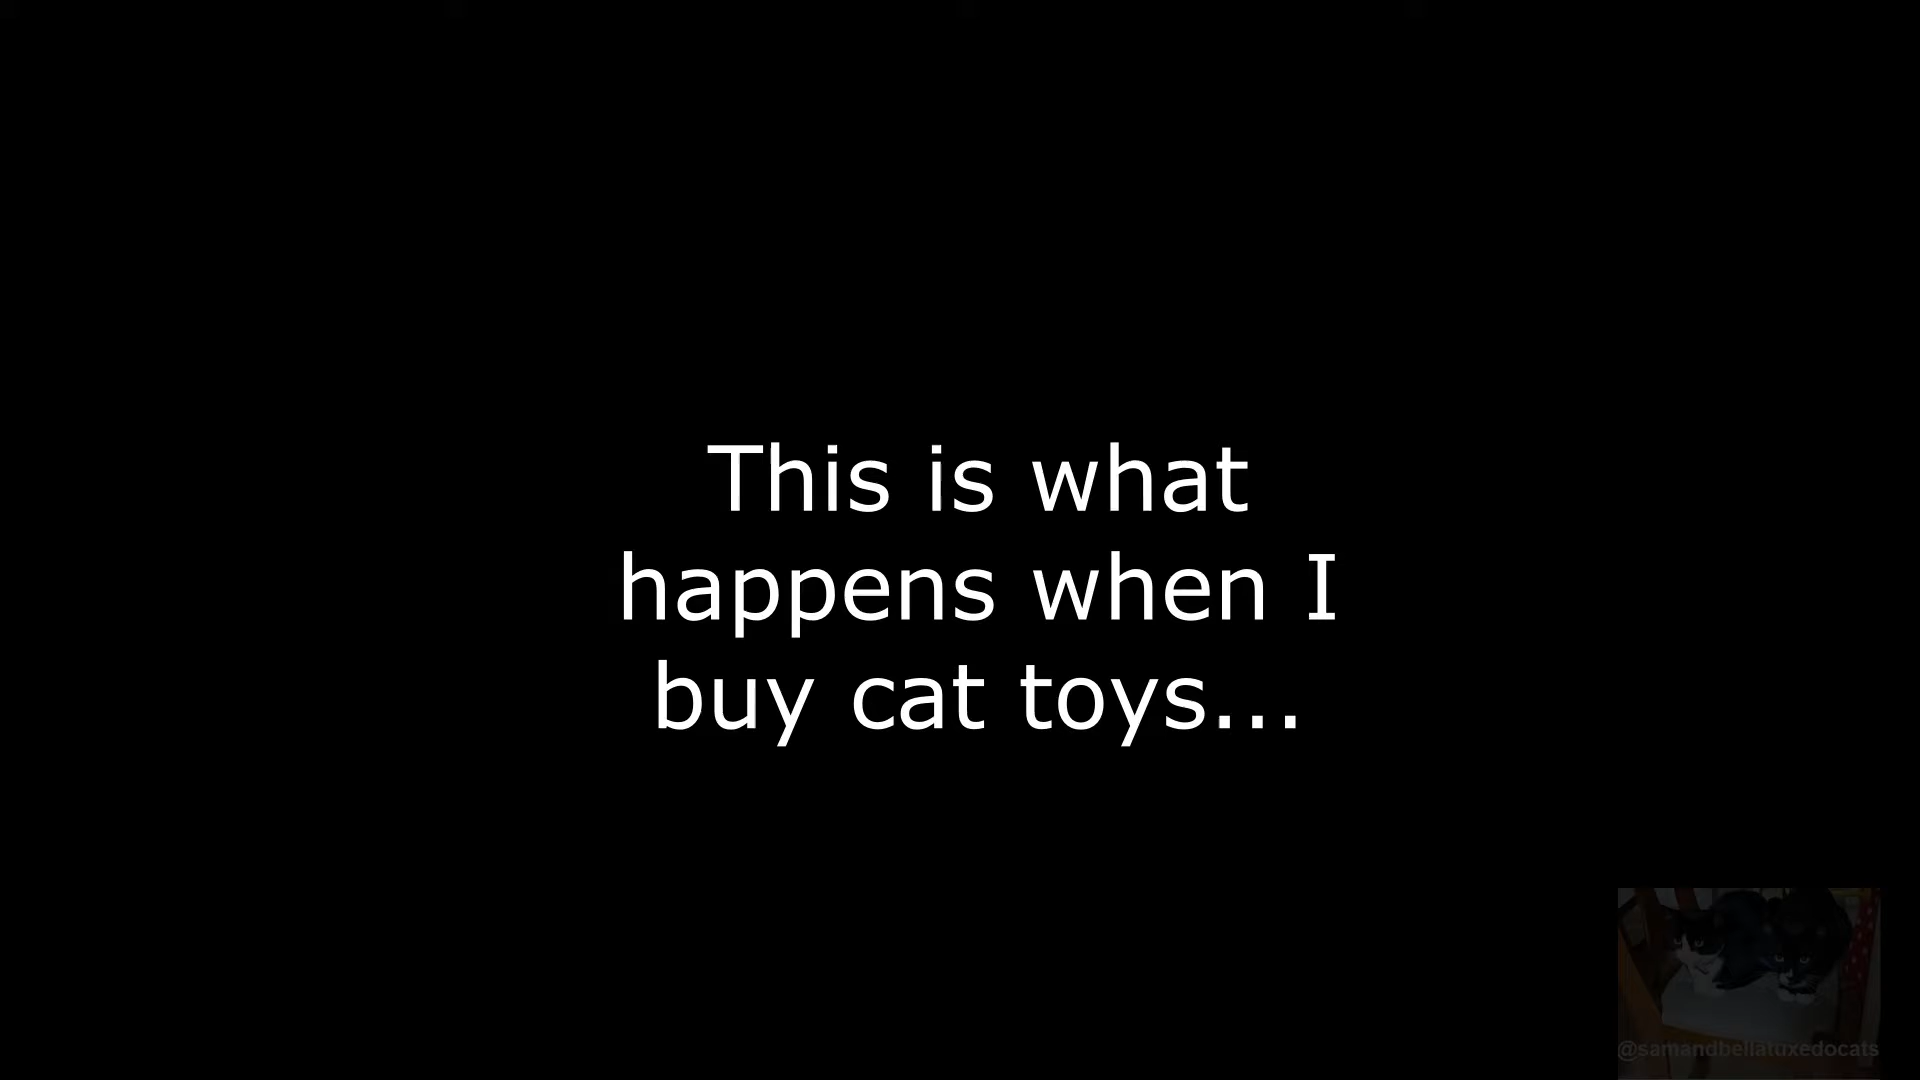 This is what
happens when I
buy cat toys...
@samandbellatuxedocats